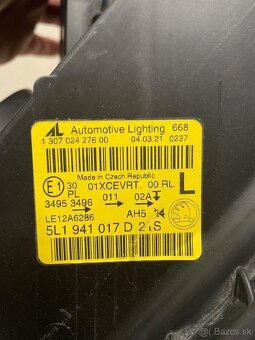 AL Automotive Lighting 668
1 307 024 276 00 04.03.21 0237
Made in Czech Republic
E1 30 01XCEVRT 00 RL L
PL 011 02A
3495 3496
LE12A6286 AH5
5L1 941 017 D
bazos.sk